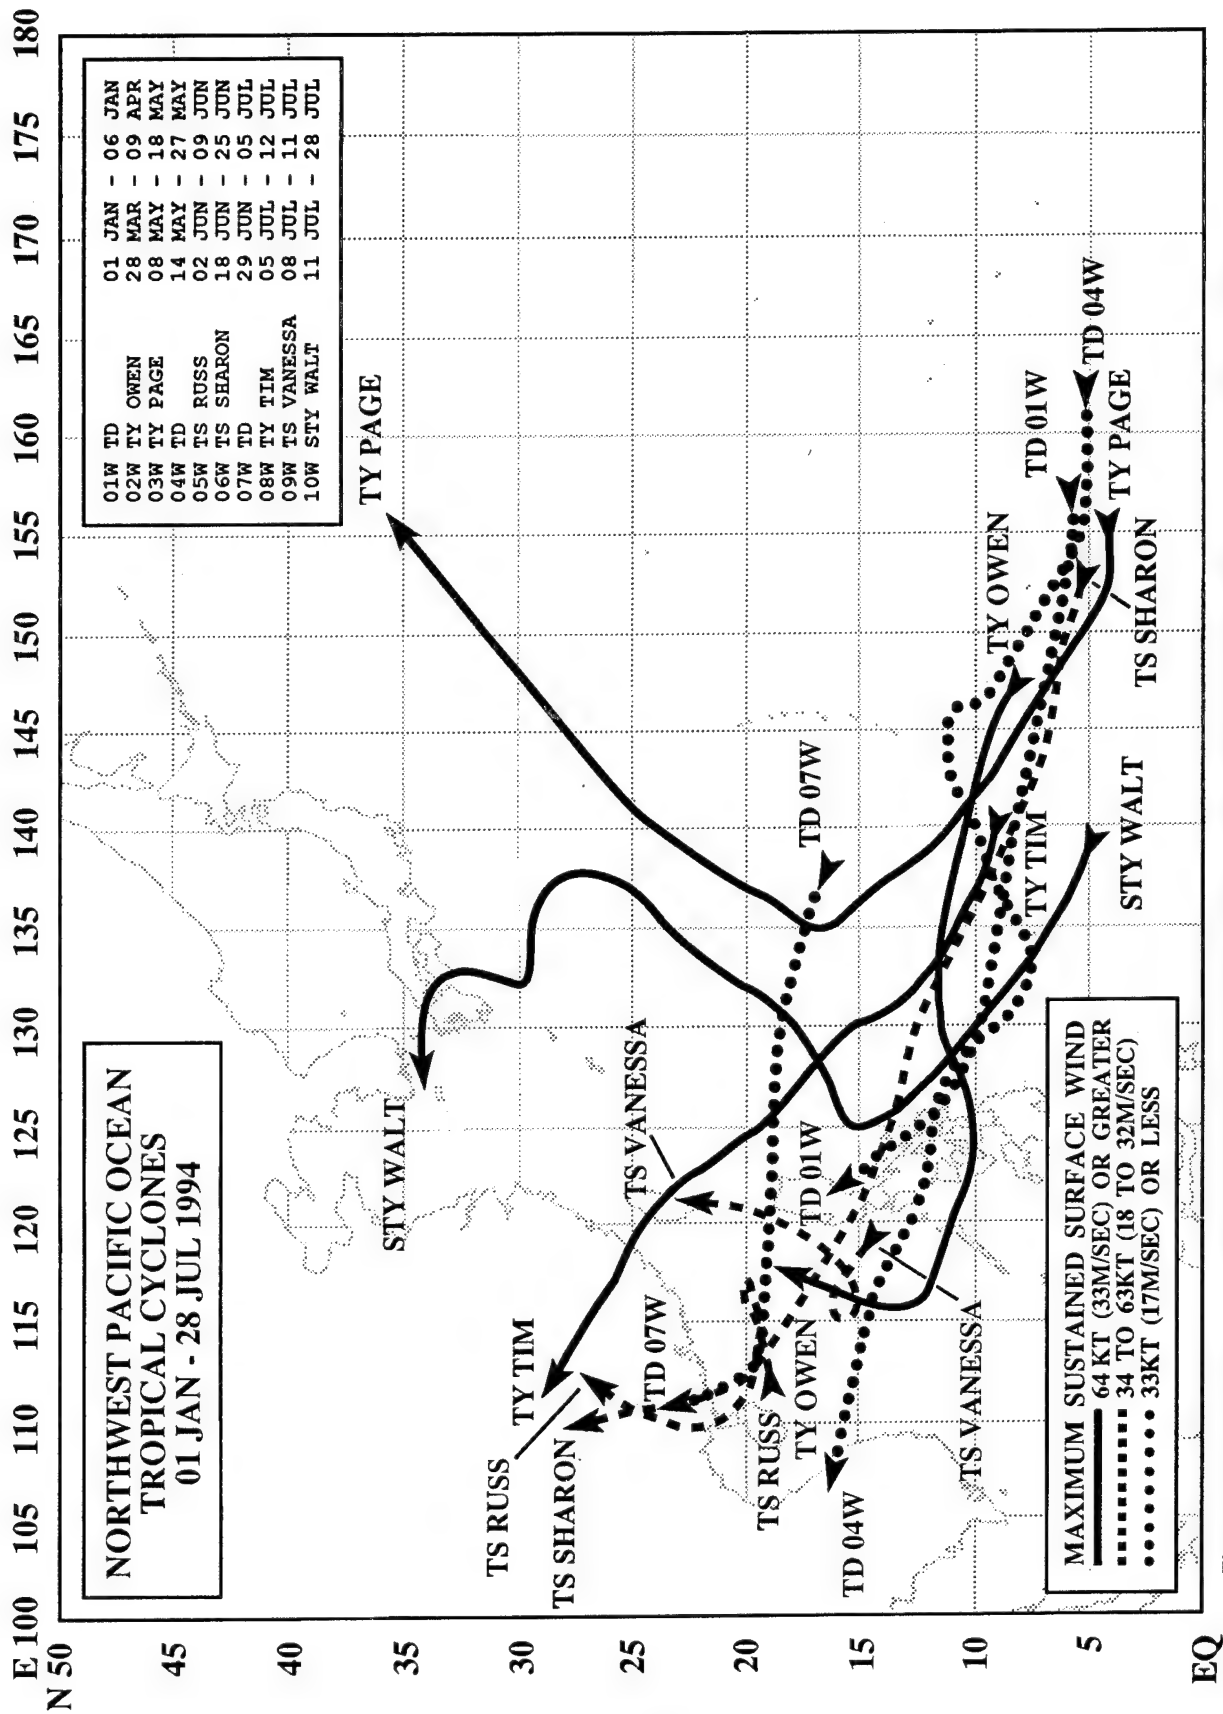 NORTHWEST PACIFIC OCEAN
TROPICAL CYCLONES
01 JAN - 28 JUL 1994
01W TD 01 JAN - 06 JAN
02W TY OWEN 28 MAR - 09 APR
03W TY PAGE 08 MAY - 18 MAY
04W TD 14 MAY - 27 MAY
05W TS RUSS 02 JUN - 09 JUN
06W TS SHARON 18 JUN - 25 JUN
07W TD 29 JUN - 05 JUL
08W TY TIM 05 JUL - 12 JUL
09W TS VANESSA 08 JUL - 11 JUL
10W STY WALT 11 JUL - 28 JUL
E 100 105 110 115 120 125 130 135 140 145 150 155 160 165 170 175 180
N 50
45
40
35
30
25
20
15
10
5
EQ
TY PAGE
STY WALT
TS VANESSA
TY TIM
TS RUSS
TS SHARON
TD 07W
TD 07W
TD 01W
TS RUSS
TY OWEN
TD 04W
TS VANESSA
TY TIM
STY WALT
TY OWEN
TD 01W
TD 04W
TY PAGE
TS SHARON
MAXIMUM SUSTAINED SURFACE WIND
64 KT (33M/SEC) OR GREATER
34 TO 63KT (18 TO 32M/SEC)
33KT (17M/SEC) OR LESS